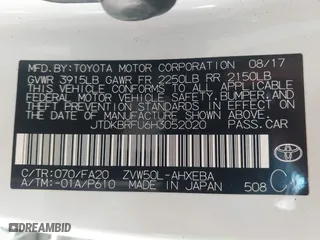 MFD. BY: TOYOTA MOTOR CORPORATION 08/17
GVWR 3915LB GAWR FR 2250LB RR 2150LB
THIS VEHICLE CONFORMS TO ALL APPLICABLE
FEDERAL MOTOR VEHICLE SAFETY, BUMPER, AND
THEFT PREVENTION STANDARDS IN EFFECT ON
THE DATE OF MANUFACTURE SHOWN ABOVE.
JTDKBRFU6H3052020 PASS.CAR
C/TR: 070/FA20 ZVW50L-AHXEBA
A/TM: -01A/P610 MADE IN JAPAN 508
TOYOTA
DRIVEGOOD